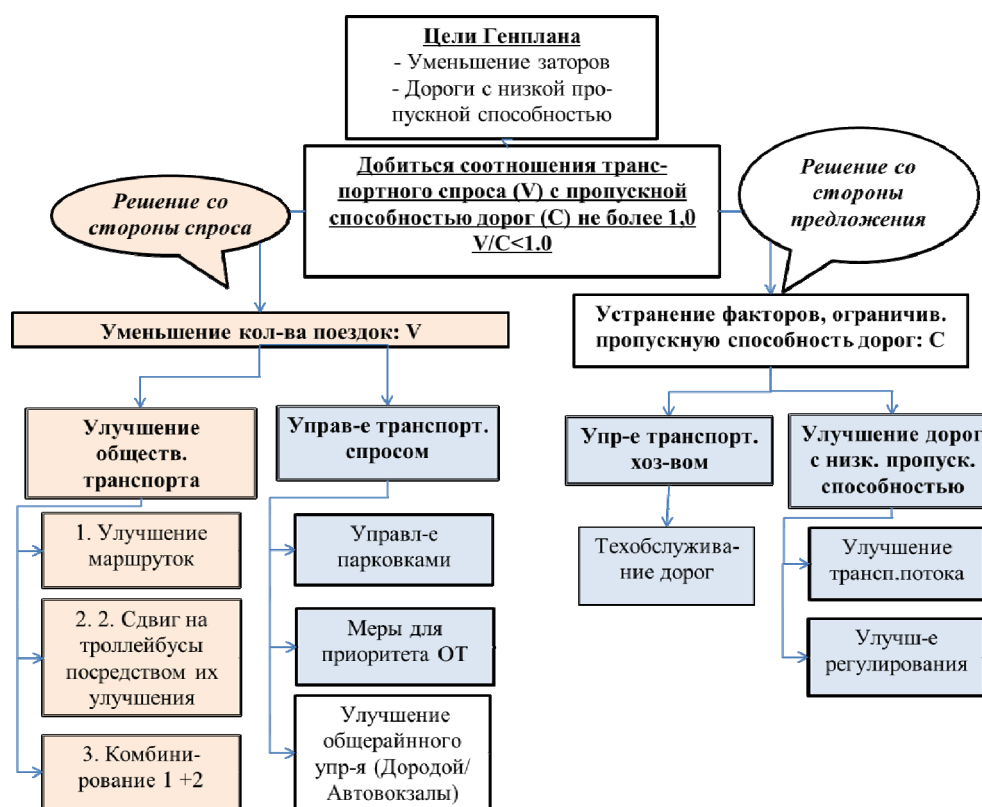 Цели Генплана
- Уменьшение заторов
- Дороги с низкой про-
пускной способностью
Добиться соотношения транс-
портного спроса (V) с пропускной
способностью дорог (C) не более 1,0
V/C<1.0
Решение со
стороны спроса
Решение со
стороны
предложения
Уменьшение кол-ва поездок: V
Устранение факторов, ограничив.
пропускную способность дорог: C
Улучшение
обществ.
транспорта
Управ-е транспорт.
спросом
Упр-е транспорт.
хоз-вом
Улучшение дорог
с низк. пропуск.
способностью
1. Улучшение
маршруток
2. 2. Сдвиг на
троллейбусы
посредством их
улучшения
3. Комбини-
рование 1 +2
Управл-е
парковками
Меры для
приоритета ОТ
Улучшение
общерайнного
упр-я (Дородой/
Автовокзалы)
Техобслужива-
ние дорог
Улучшение
трансп.потока
Улучш-е
регулирования